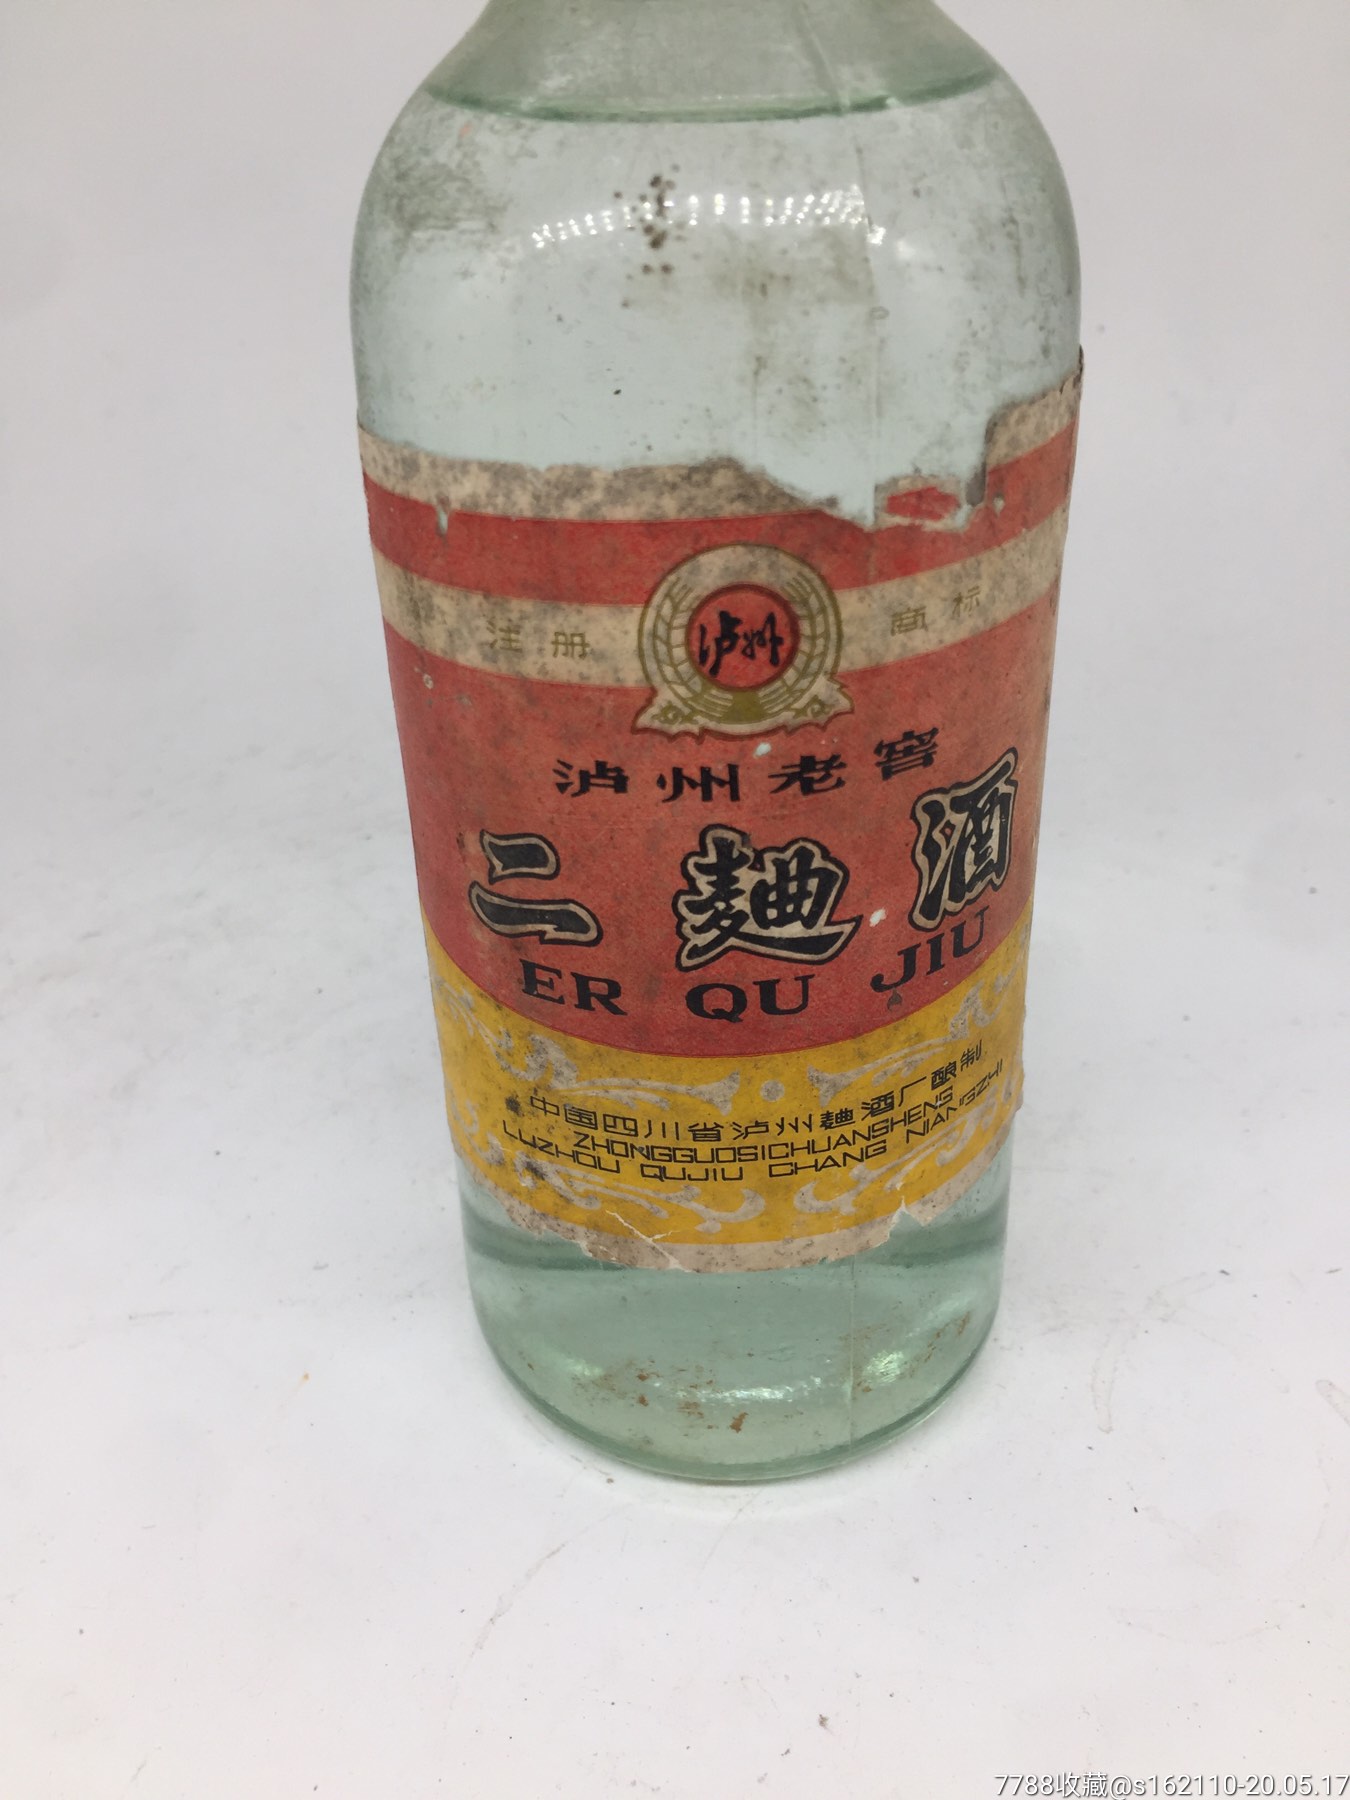 注册 商标
泸州
泸州老窖
二麯酒
ER QU JIU
中国四川省泸州麯酒厂酿制
ZHONGGUOSICHUANSHENG
LUZHOU QUJIU CHANG NIANGZHI
7788收藏@s162110-20.05.17